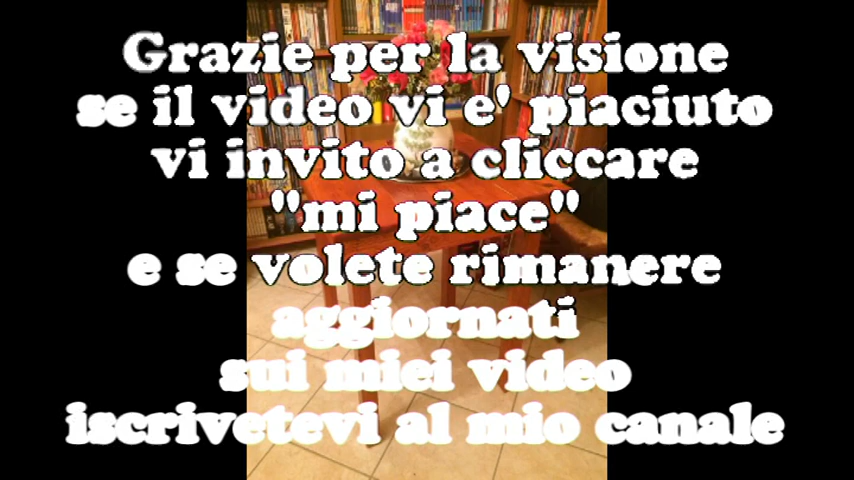 Grazie per la visione
se il video vi e' piaciuto
vi invito a cliccare
"mi piace"
e se volete rimanere
aggiornati
sui miei video
iscrivetevi al mio canale